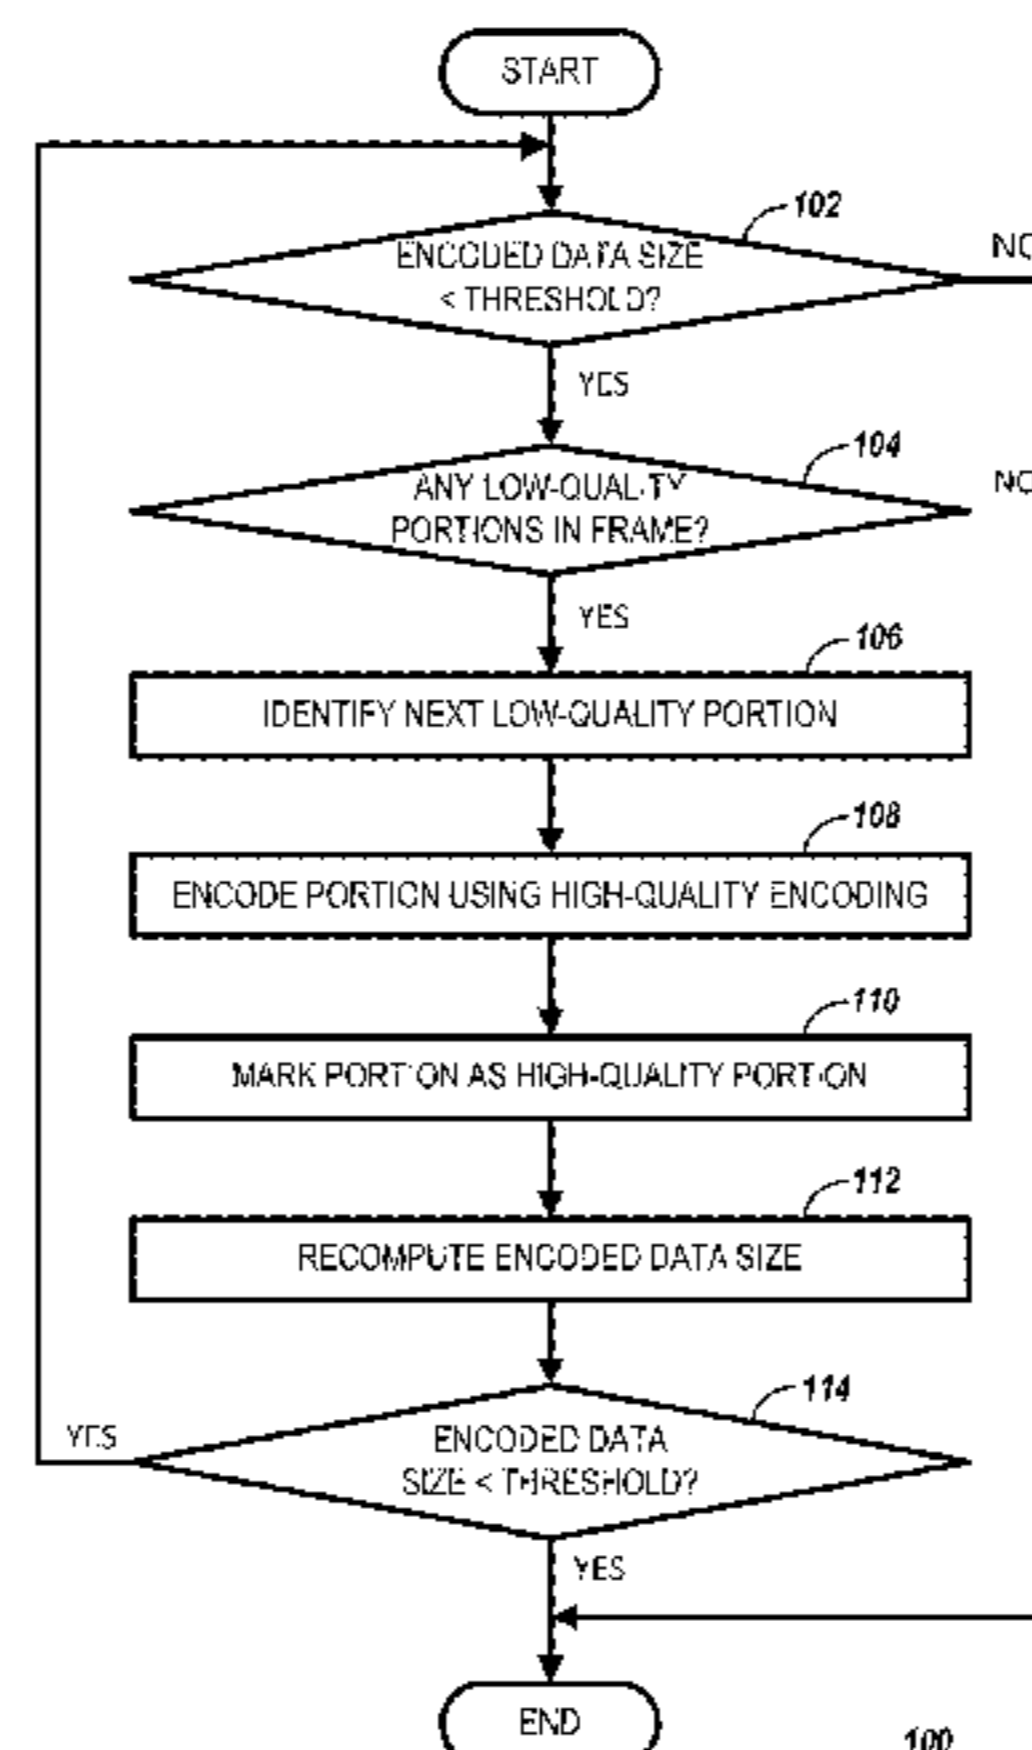 START
102
ENCODED DATA SIZE
< THRESHOLD?
NO
YES
104
ANY LOW-QUALITY
PORTIONS IN FRAME?
NO
YES
106
IDENTIFY NEXT LOW-QUALITY PORTION
108
ENCODE PORTION USING HIGH-QUALITY ENCODING
110
MARK PORTION AS HIGH-QUALITY PORTION
112
RECOMPUTE ENCODED DATA SIZE
114
YES
ENCODED DATA
SIZE < THRESHOLD?
YES
END
100